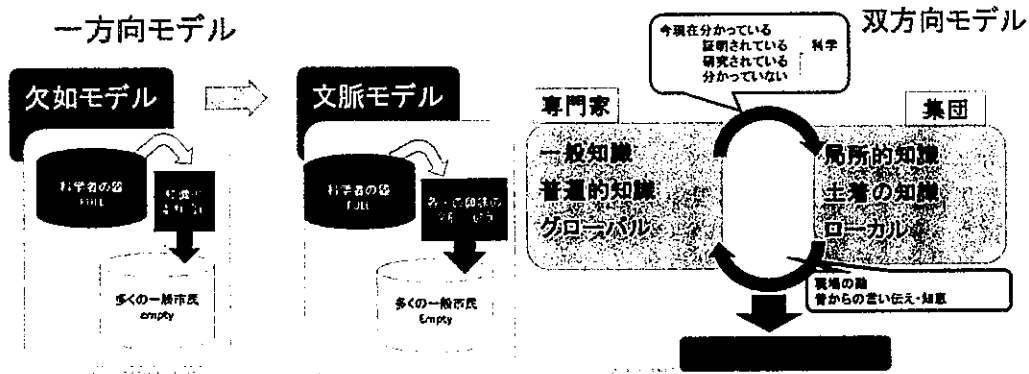 一方向モデル
欠如モデル
科学者の器
FULL
多くの一般市民
empty
文脈モデル
科学者の器
FULL
多くの一般市民
Empty
双方向モデル
今現在分かっている
証明されている
科学
研究されている
分かっていない
専門家
集団
一般知識
普遍的知識
グローバル
局所的知識
土着の知識
ローカル
現場の勘
昔からの言い伝え・知恵